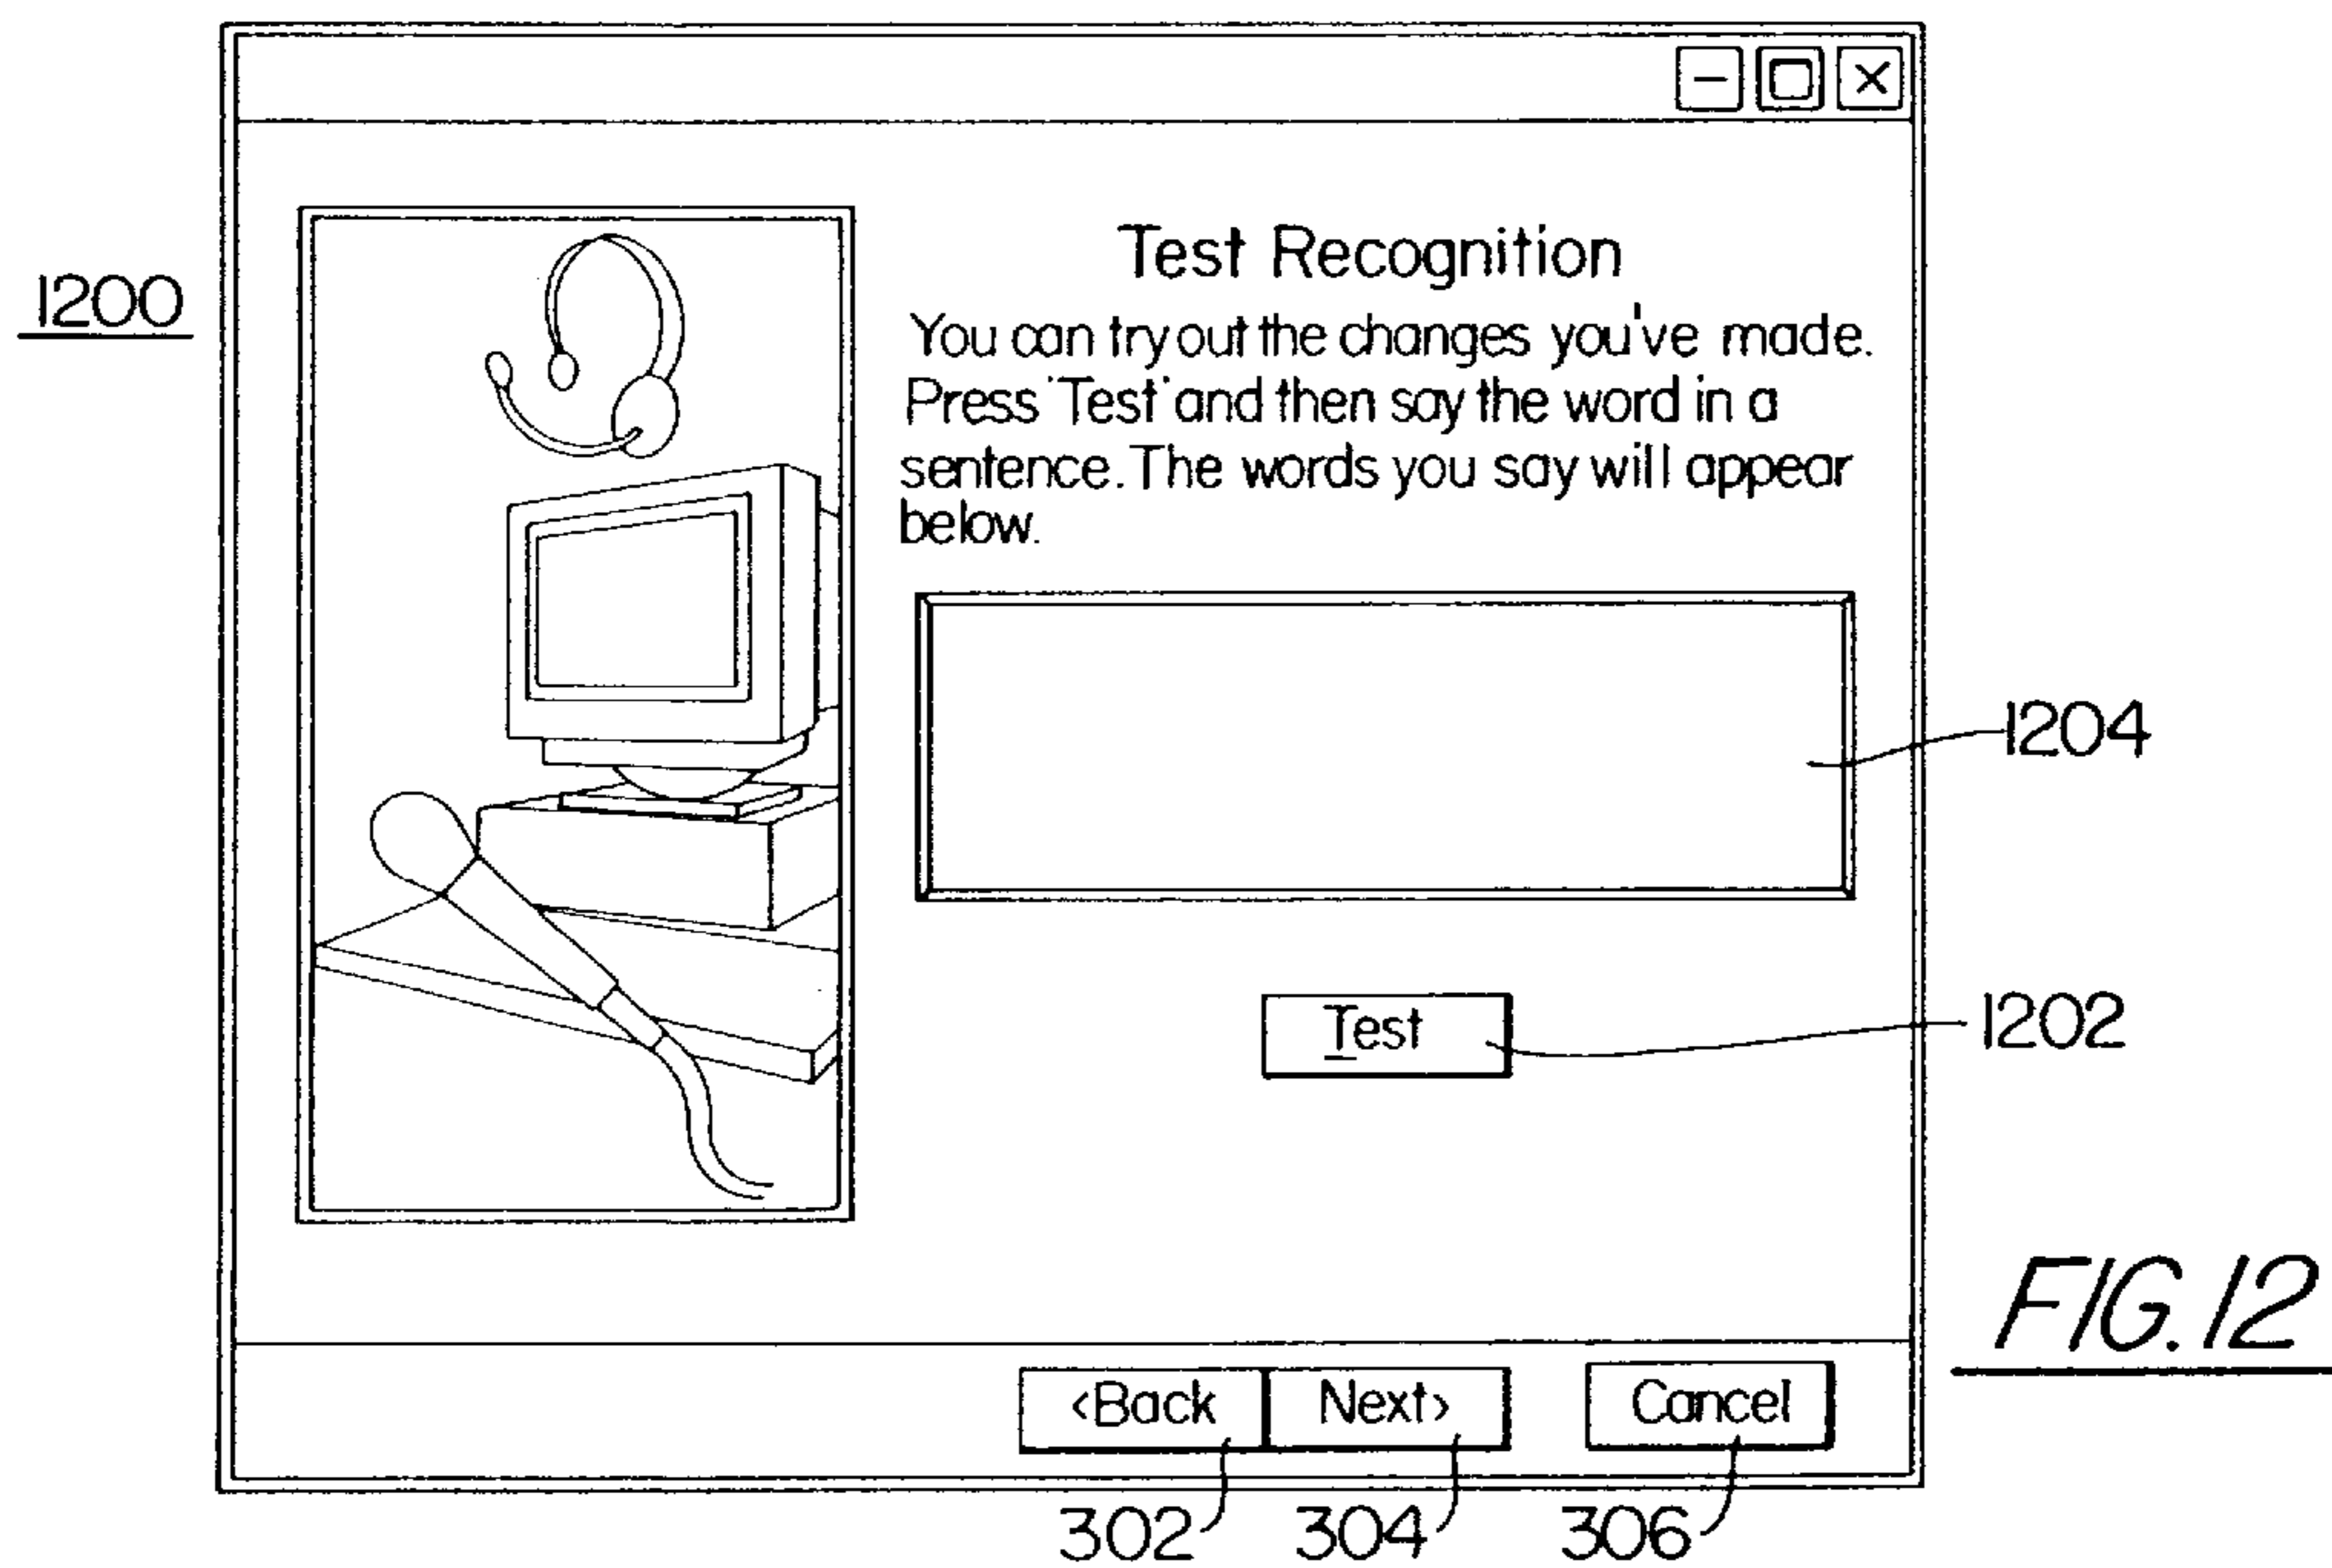 1200
Test Recognition
You can try out the changes you've made.
Press 'Test' and then say the word in a
sentence. The words you say will appear
below.
1204
Test
1202
FIG. 12
<Back
Next>
Cancel
302
304
306